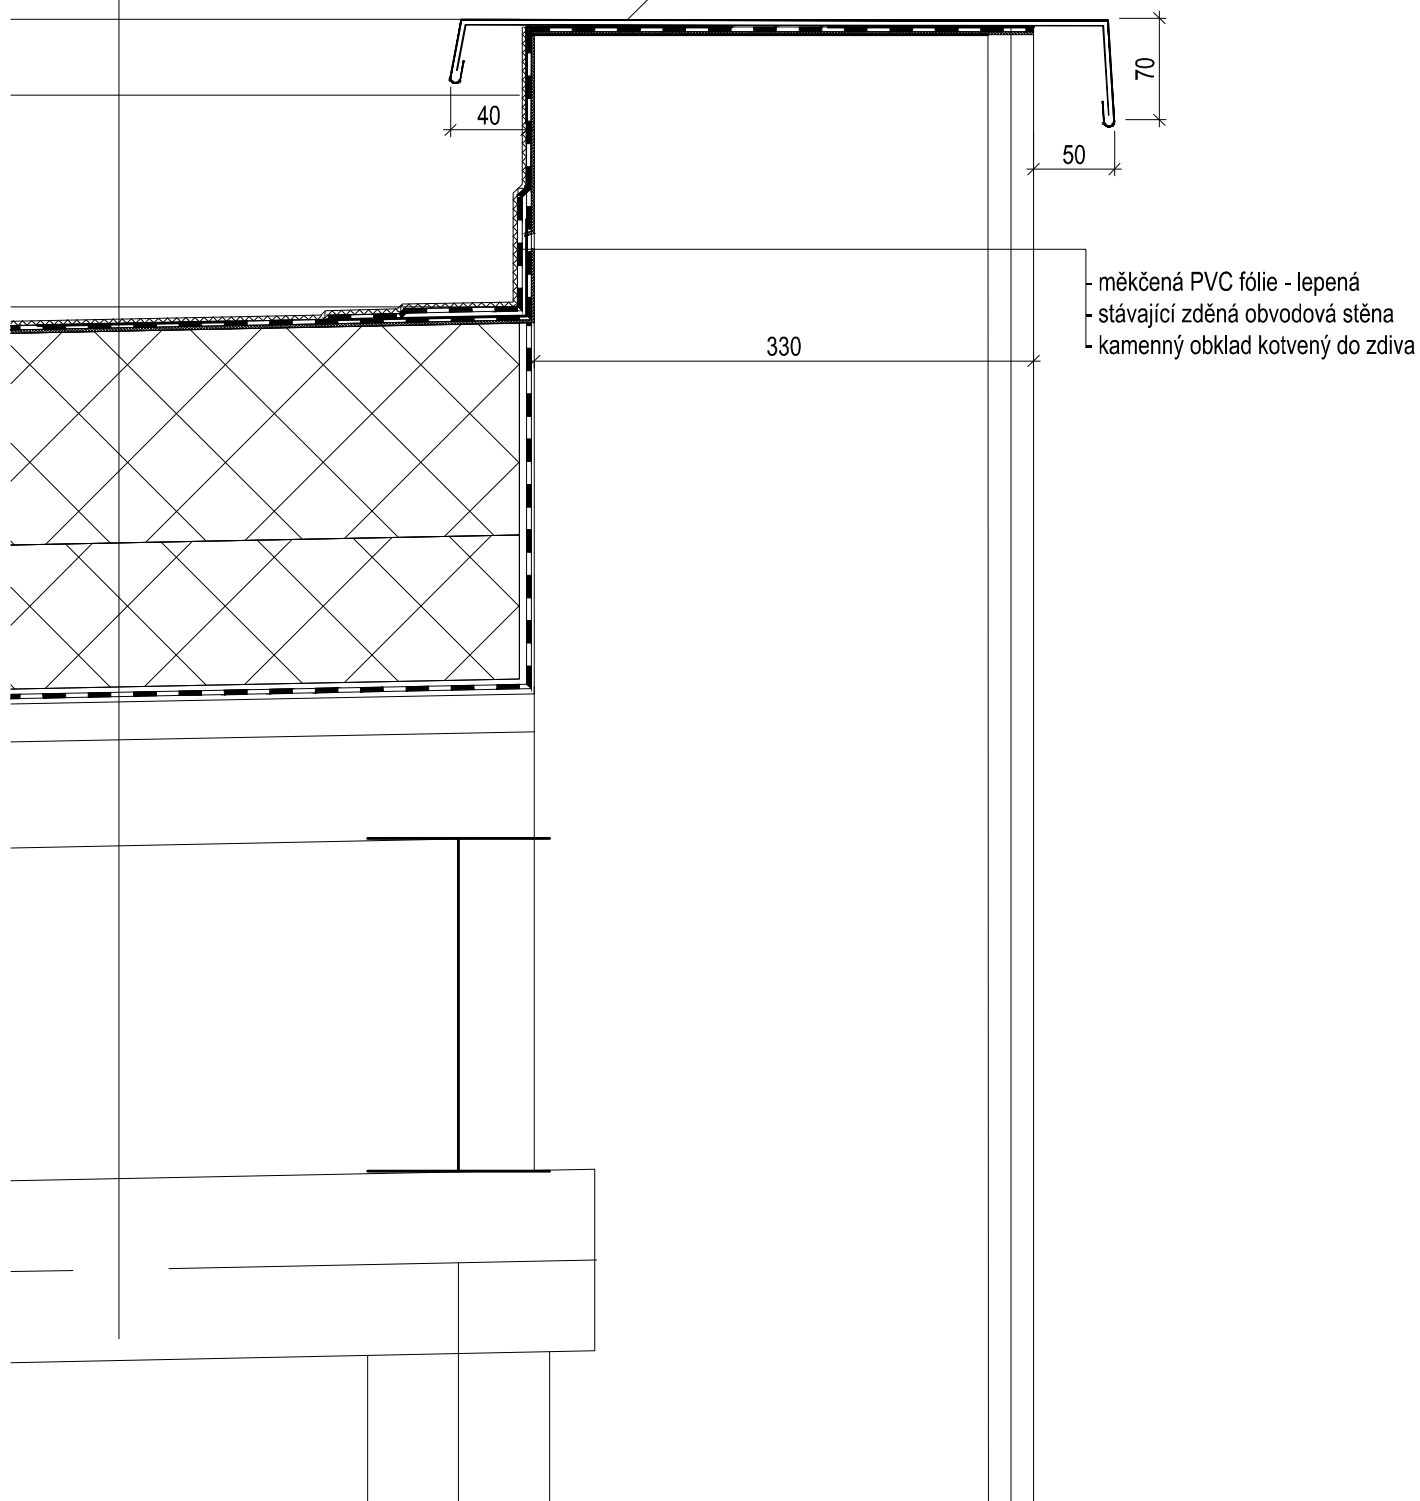 70
40
50
- měkčená PVC fólie - lepená
- stávající zděná obvodová stěna
- kamenný obklad kotvený do zdiva
330